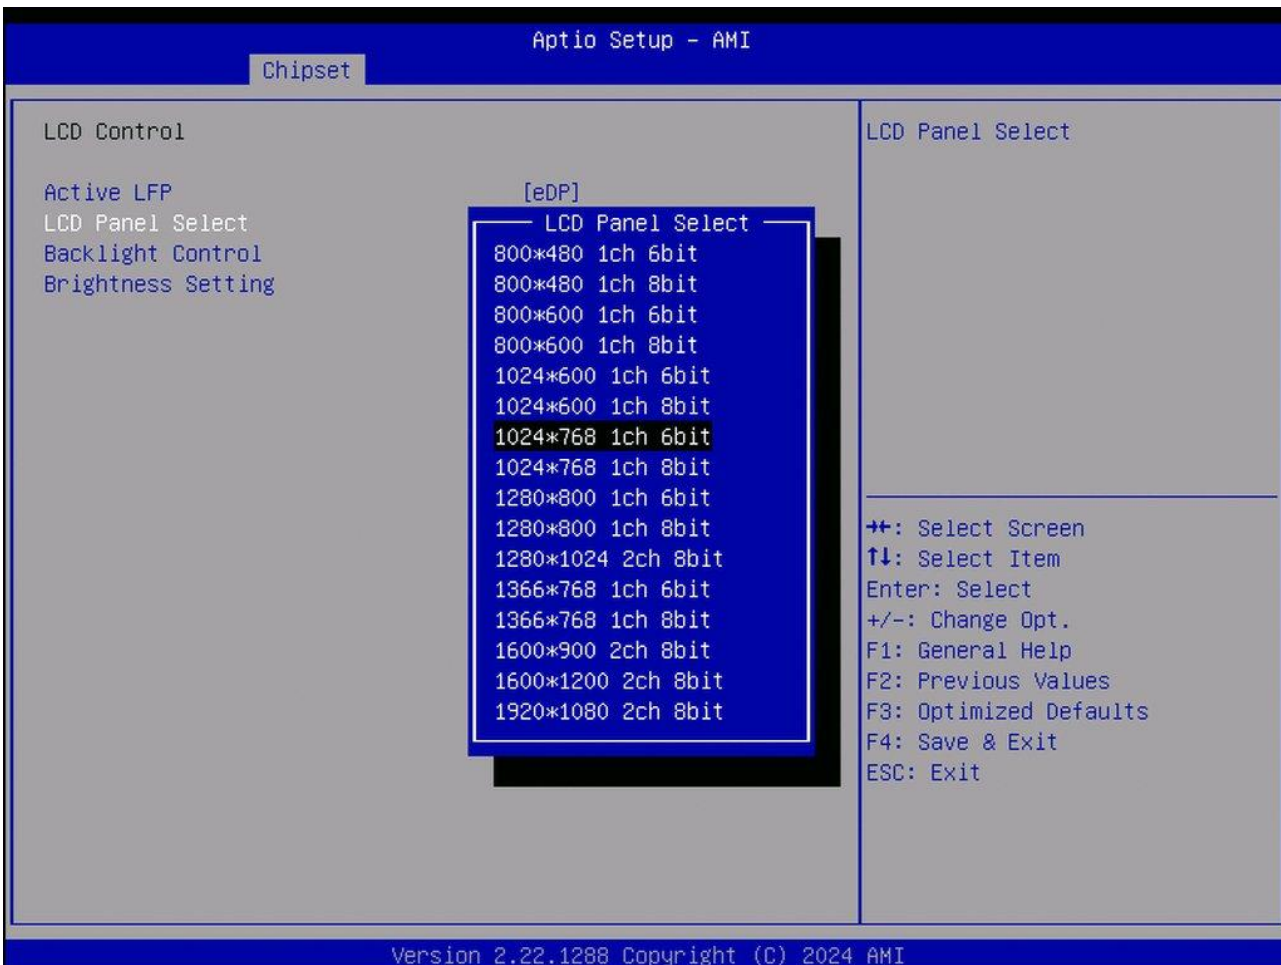 Aptio Setup - AMI
Chipset
LCD Control
Active LFP [eDP]
LCD Panel Select
Backlight Control
Brightness Setting
LCD Panel Select
800*480 1ch 6bit
800*480 1ch 8bit
800*600 1ch 6bit
800*600 1ch 8bit
1024*600 1ch 6bit
1024*600 1ch 8bit
1024*768 1ch 6bit
1024*768 1ch 8bit
1280*800 1ch 6bit
1280*800 1ch 8bit
1280*1024 2ch 8bit
1366*768 1ch 6bit
1366*768 1ch 8bit
1600*900 2ch 8bit
1600*1200 2ch 8bit
1920*1080 2ch 8bit
LCD Panel Select
→←: Select Screen
↑↓: Select Item
Enter: Select
+/-: Change Opt.
F1: General Help
F2: Previous Values
F3: Optimized Defaults
F4: Save & Exit
ESC: Exit
Version 2.22.1288 Copyright (C) 2024 AMI